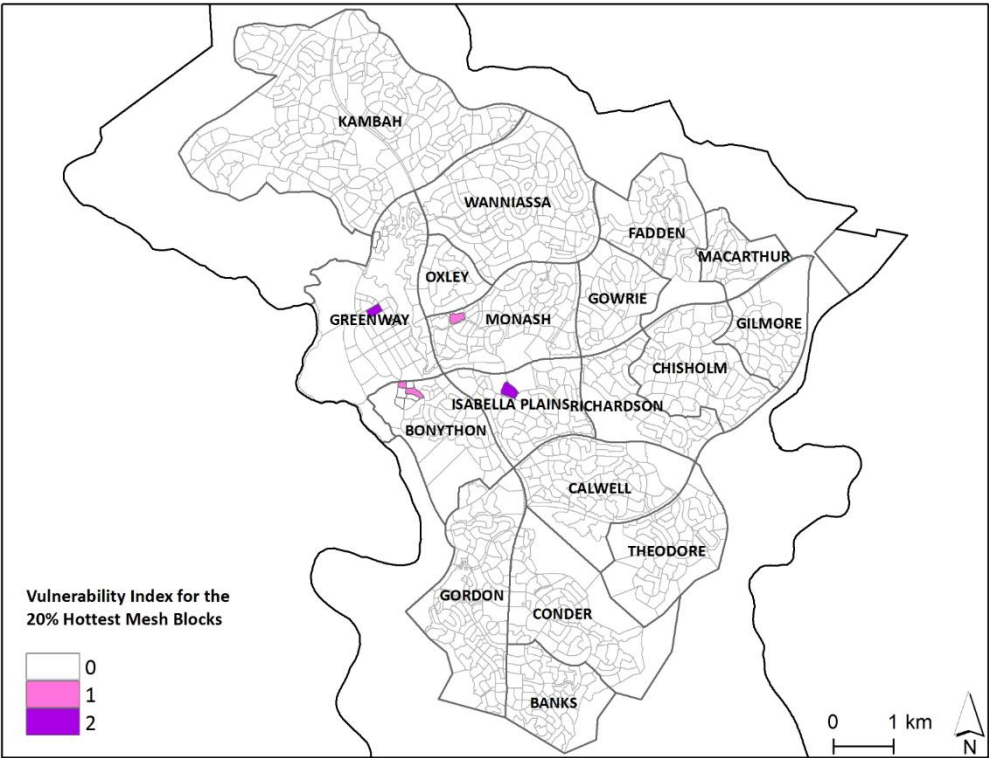 KAMBAH
WANNIASSA
FADDEN
MACARTHUR
OXLEY
GOWRIE
GREENWAY
MONASH
GILMORE
CHISHOLM
ISABELLA PLAINS
RICHARDSON
BONYTHON
CALWELL
THEODORE
GORDON
CONDER
BANKS
Vulnerability Index for the
20% Hottest Mesh Blocks
0
1
2
0 1 km
N